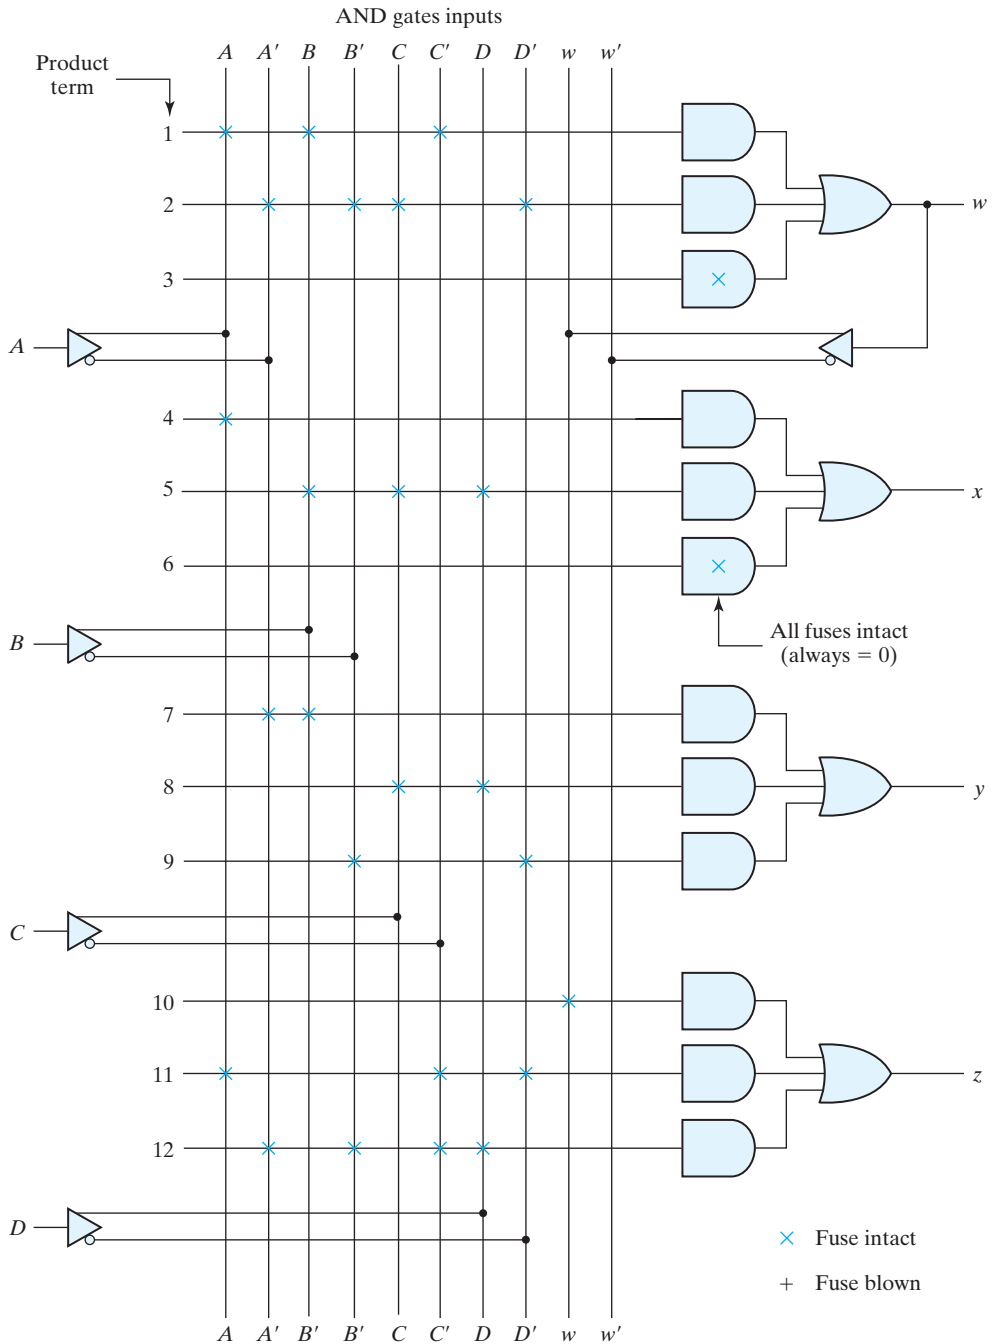 AND gates inputs
A A′ B B′ C C′ D D′ w w′
Product
term
1
2
w
3
A
4
5
x
6
All fuses intact
(always = 0)
B
7
8
y
9
C
10
11
z
12
D
× Fuse intact
+ Fuse blown
A A′ B′ B′ C C′ D D′ w w′